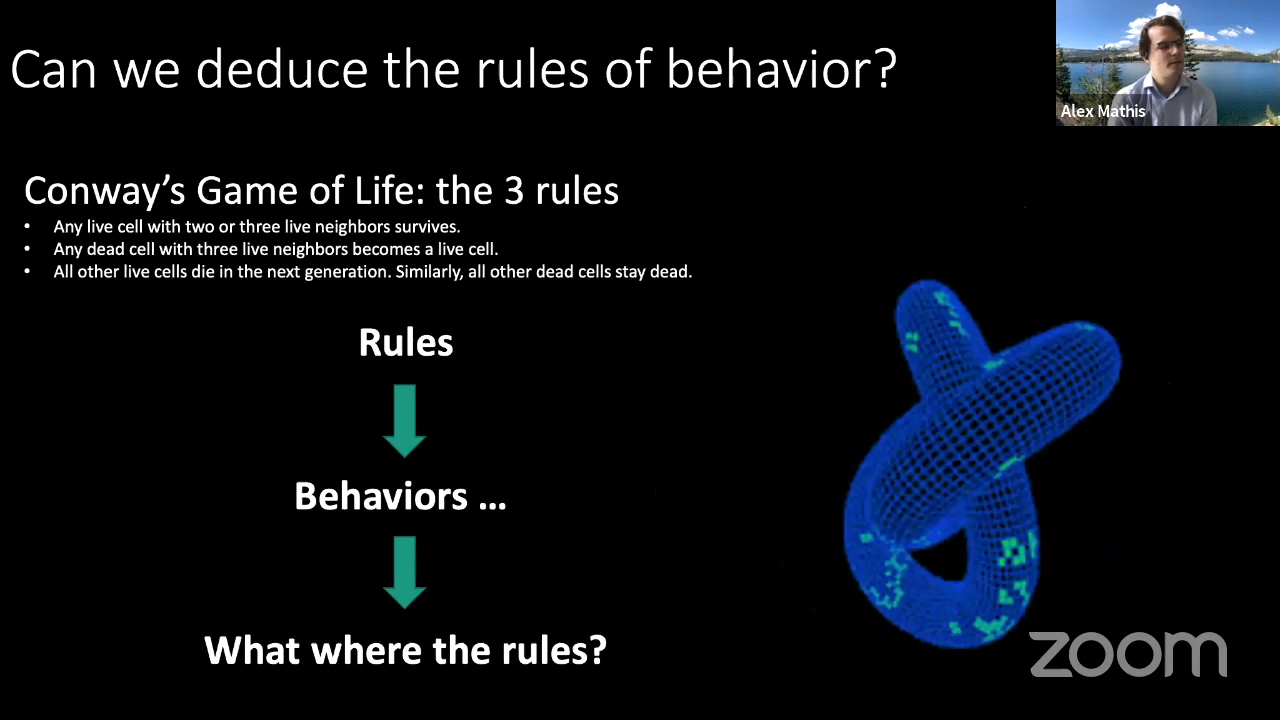 Can we deduce the rules of behavior?
Alex Mathis
Conway’s Game of Life: the 3 rules
• Any live cell with two or three live neighbors survives.
• Any dead cell with three live neighbors becomes a live cell.
• All other live cells die in the next generation. Similarly, all other dead cells stay dead.
Rules
Behaviors ...
What where the rules?
zoom